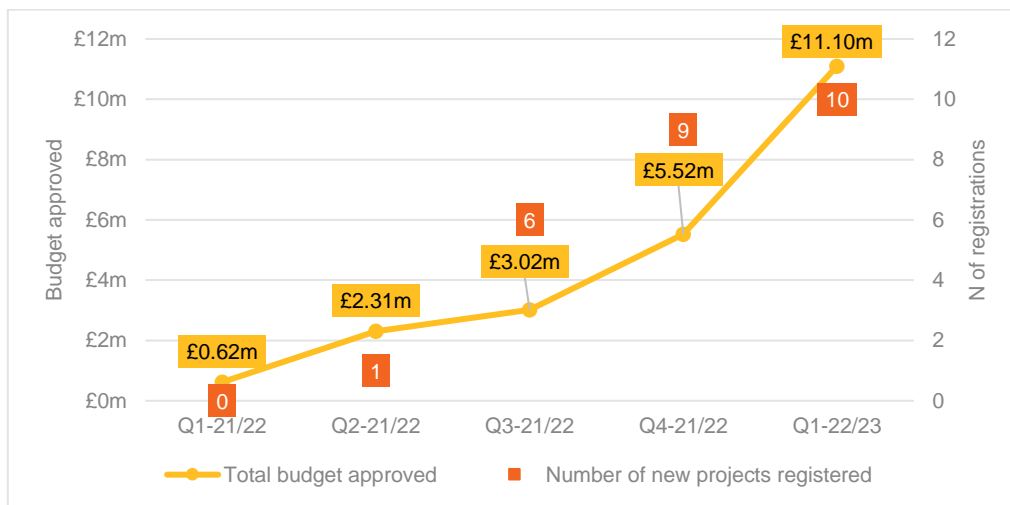 £12m
£10m
£8m
£6m
£4m
£2m
£0m
Budget approved
12
10
8
6
4
2
0
N of registrations
£0.62m
£2.31m
£3.02m
£5.52m
£11.10m
0
1
6
9
10
Q1-21/22 Q2-21/22 Q3-21/22 Q4-21/22 Q1-22/23
Total budget approved Number of new projects registered